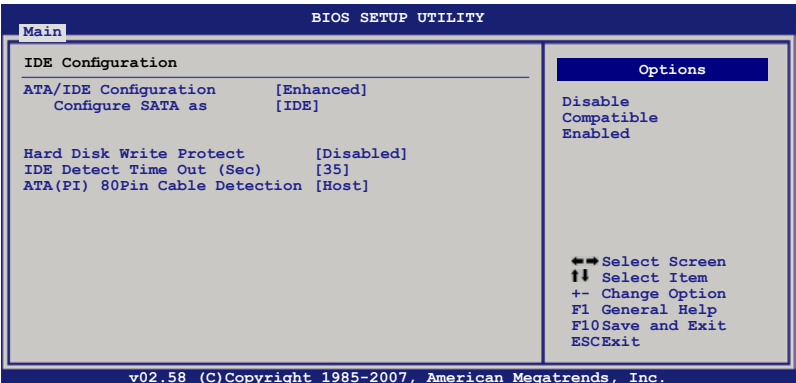 BIOS SETUP UTILITY
Main
IDE Configuration
ATA/IDE Configuration [Enhanced]
Configure SATA as [IDE]
Hard Disk Write Protect [Disabled]
IDE Detect Time Out (Sec) [35]
ATA(PI) 80Pin Cable Detection [Host]
Options
Disable
Compatible
Enabled
Select Screen
Select Item
+- Change Option
F1 General Help
F10Save and Exit
ESCExit
v02.58 (C)Copyright 1985-2007, American Megatrends, Inc.